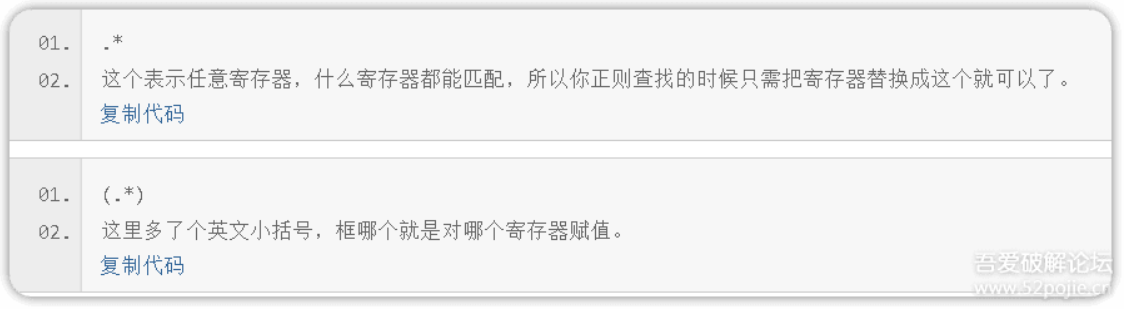 01. .*
02. 这个表示任意寄存器，什么寄存器都能匹配，所以你正则查找的时候只需把寄存器替换成这个就可以了。
复制代码
01. (.*)
02. 这里多了个英文小括号，框哪个就是对哪个寄存器赋值。
复制代码
吾爱破解论坛
www.52pojie.cn